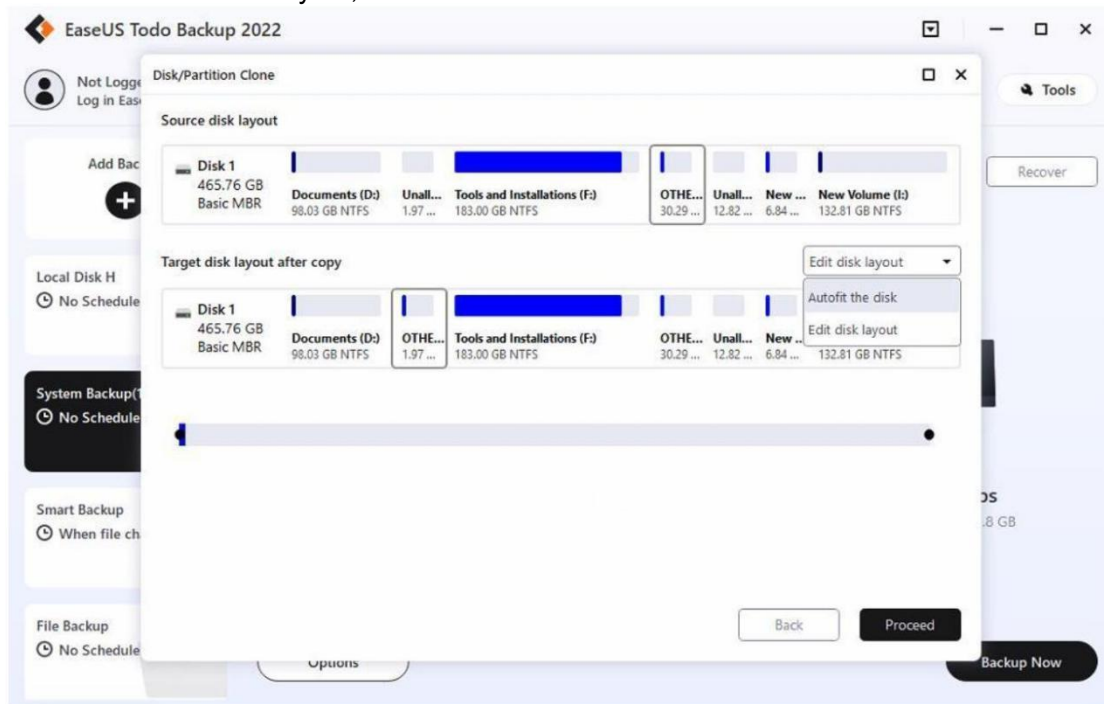 EaseUS Todo Backup 2022
Not Logge
Log in Eas
Tools
Disk/Partition Clone
Source disk layout
Add Bac
Recover
Disk 1
465.76 GB
Basic MBR
Documents (D:)
98.03 GB NTFS
Unall...
1.97 ...
Tools and Installations (F:)
183.00 GB NTFS
OTHE...
30.29 ...
Unall...
12.82 ...
New ...
6.84 ...
New Volume (I:)
132.81 GB NTFS
Target disk layout after copy
Edit disk layout
Autofit the disk
Edit disk layout
Local Disk H
No Schedule
Disk 1
465.76 GB
Basic MBR
Documents (D:)
98.03 GB NTFS
OTHE...
1.97 ...
Tools and Installations (F:)
183.00 GB NTFS
OTHE...
30.29 ...
Unall...
12.82 ...
New ..
6.84 ...
132.81 GB NTFS
System Backup(1
No Schedule
Smart Backup
When file ch
os
.8 GB
File Backup
No Schedule
Back
Proceed
Options
Backup Now